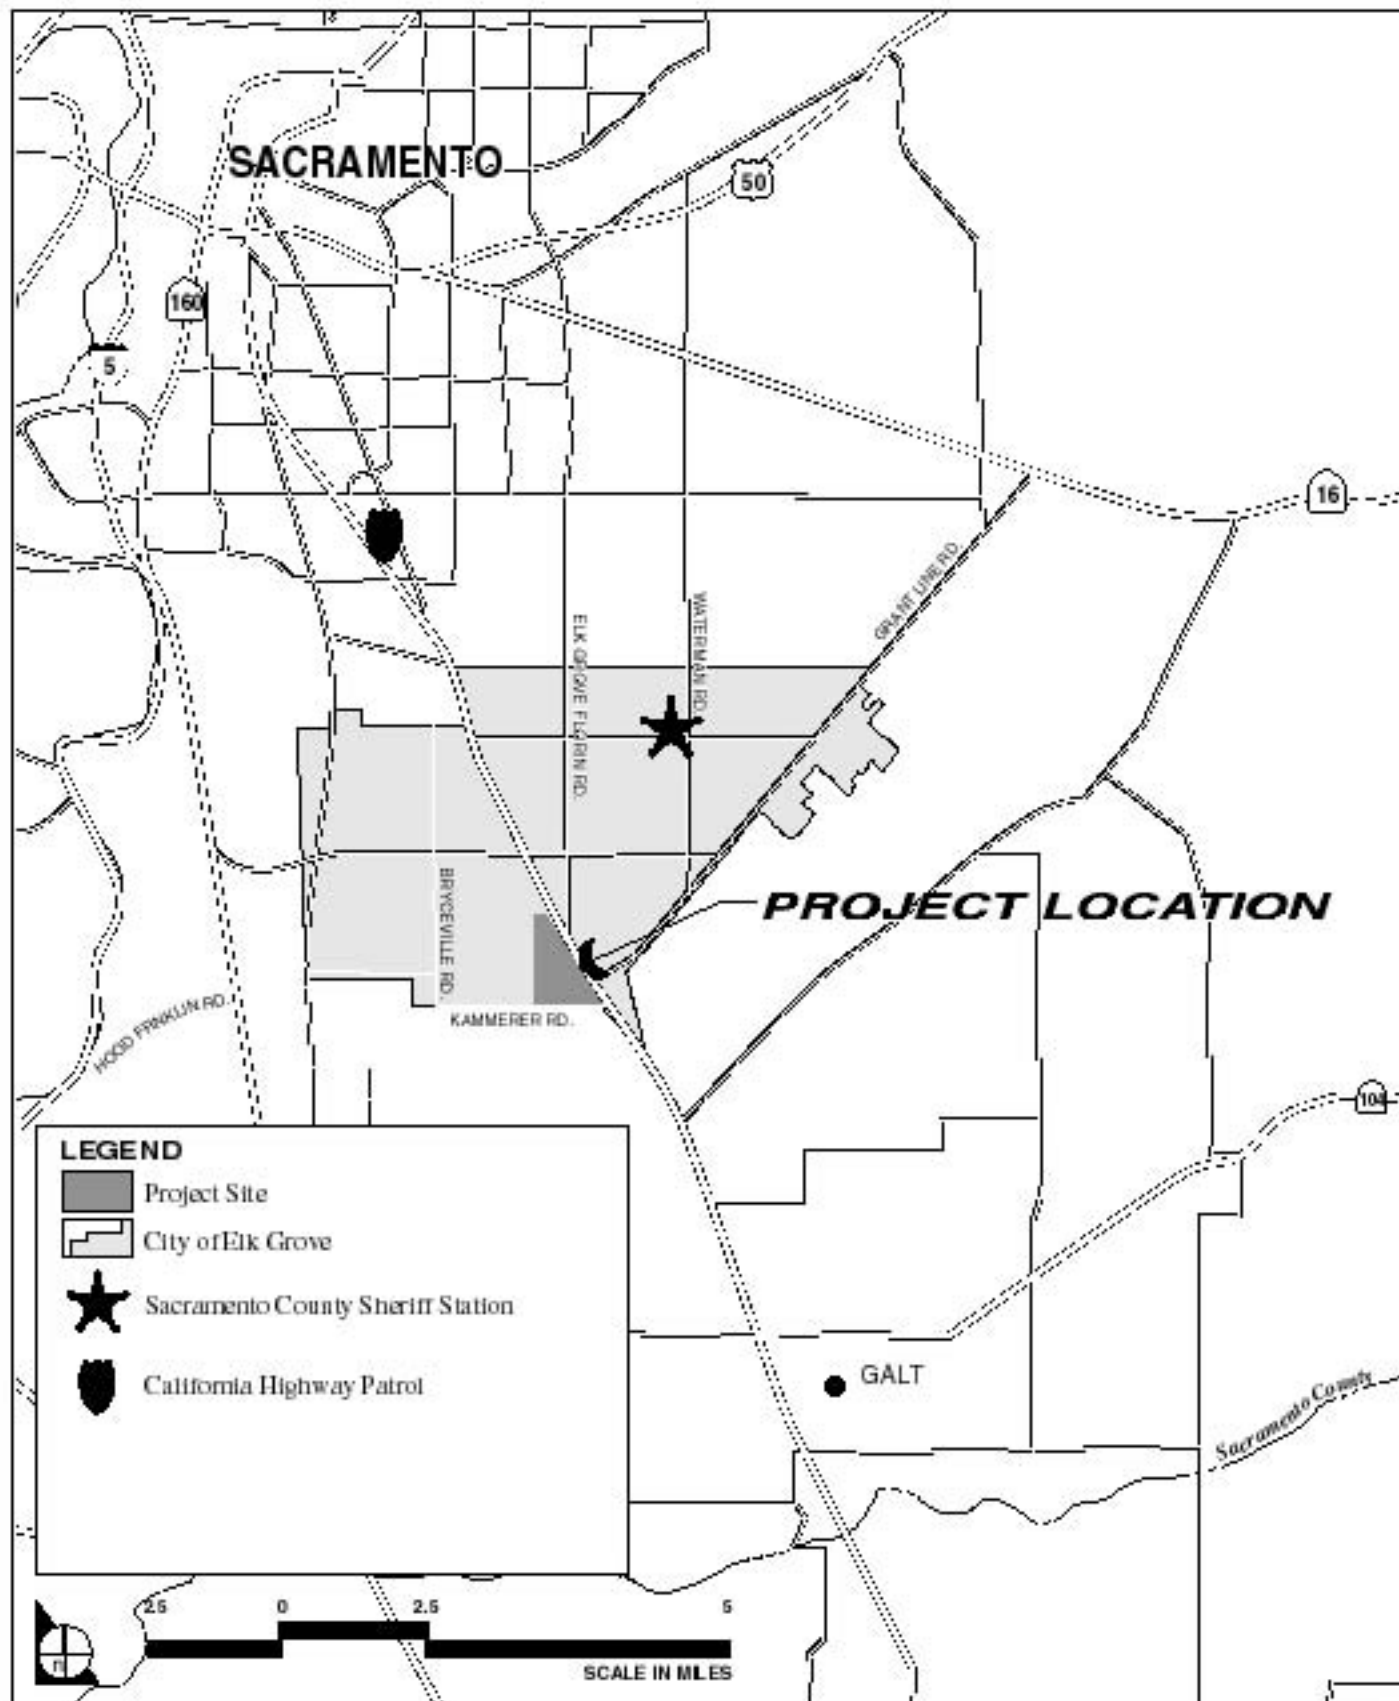 SACRAMENTO
50
160
5
16
GRANT LINE RD.
WATERMAN RD.
ELK GROVE FLORIN RD.
BRYCEVILLE RD.
PROJECT LOCATION
HOOD FRNKLIN RD.
KAMMERER RD.
104
LEGEND
Project Site
City of Elk Grove
Sacramento County Sheriff Station
California Highway Patrol
GALT
Sacramento County
2.5 0 2.5 5
n
SCALE IN MILES